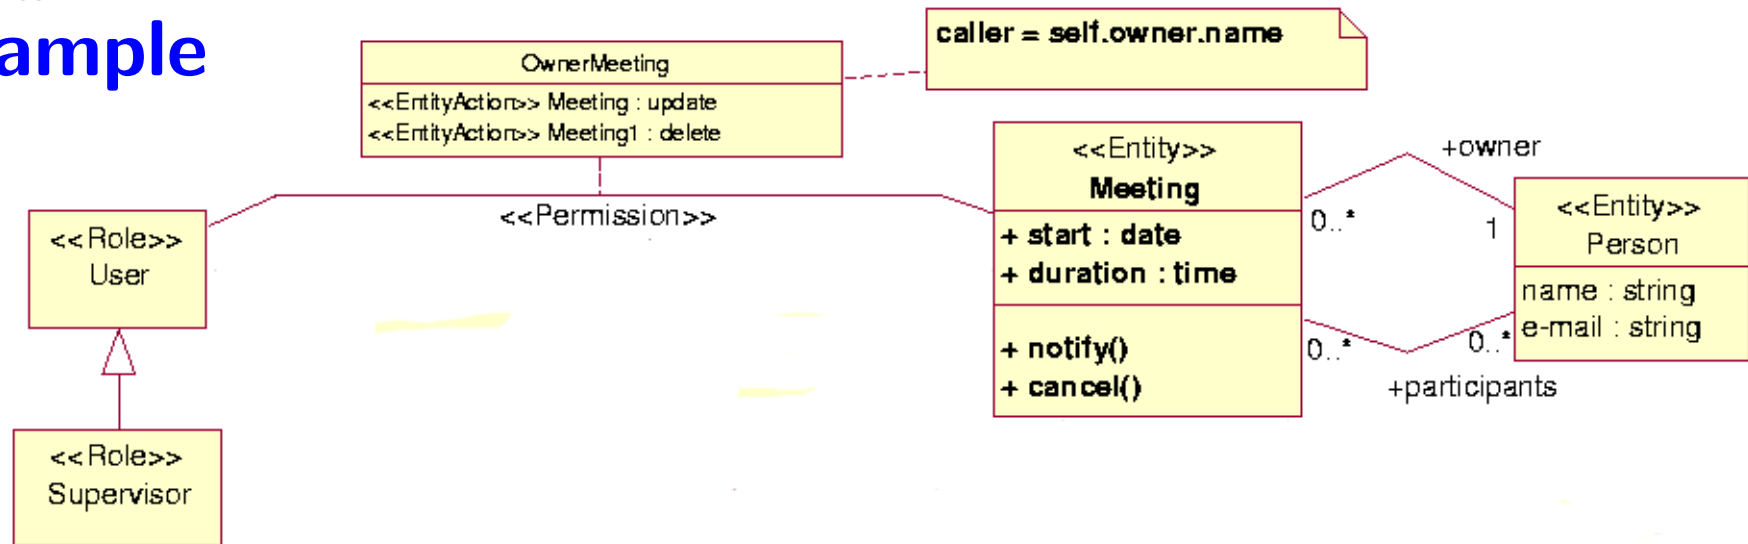 ample
caller = self.owner.name
OwnerMeeting
<<EntityAction>> Meeting : update
<<EntityAction>> Meeting1 : delete
<<Permission>>
<<Role>>
User
<<Role>>
Supervisor
<<Entity>>
Meeting
+ start : date
+ duration : time
+ notify()
+ cancel()
+owner
0..*
1
0..*
0..*
+participants
<<Entity>>
Person
name : string
e-mail : string